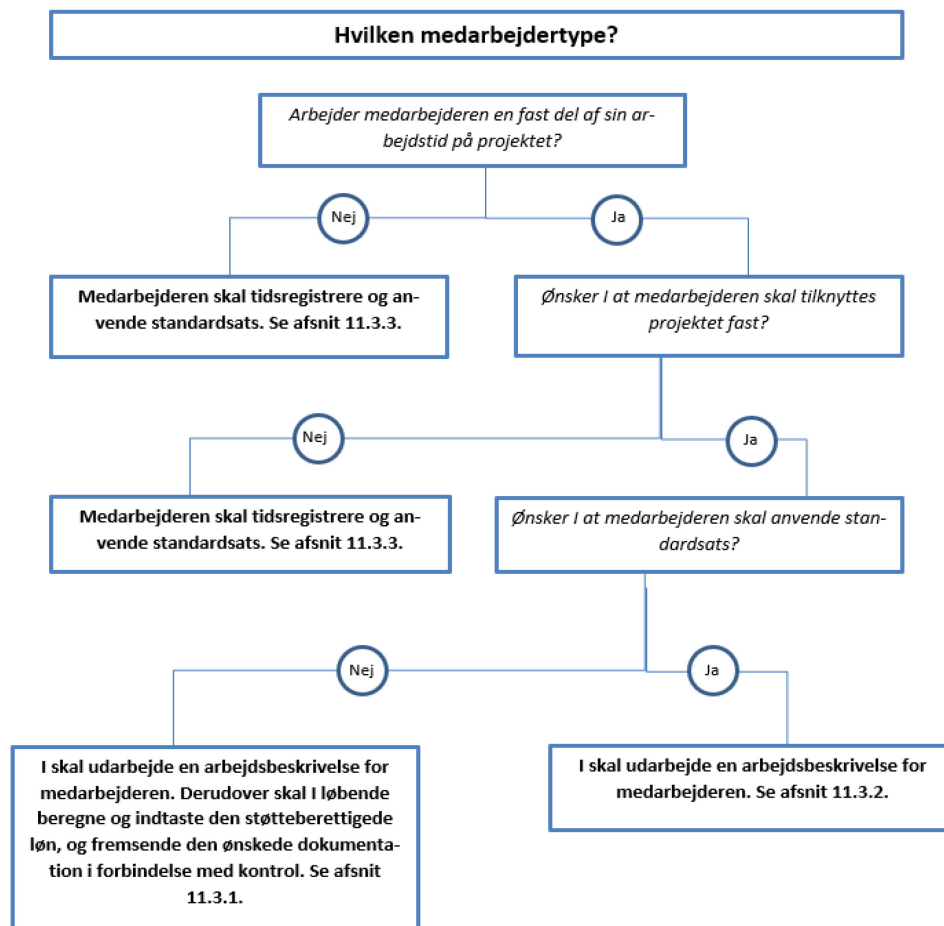 Hvilken medarbejdertype?
Arbejder medarbejderen en fast del af sin ar-
bejdstid på projektet?
Nej
Ja
Medarbejderen skal tidsregistrere og an-
vende standardsats. Se afsnit 11.3.3.
Ønsker I at medarbejderen skal tilknyttes
projektet fast?
Nej
Ja
Medarbejderen skal tidsregistrere og an-
vende standardsats. Se afsnit 11.3.3.
Ønsker I at medarbejderen skal anvende stan-
dardsats?
Nej
Ja
I skal udarbejde en arbejdsbeskrivelse for
medarbejderen. Derudover skal I løbende
beregne og indtaste den støtteberettigede
løn, og fremsende den ønskede dokumenta-
tion i forbindelse med kontrol. Se afsnit
11.3.1.
I skal udarbejde en arbejdsbeskrivelse for
medarbejderen. Se afsnit 11.3.2.